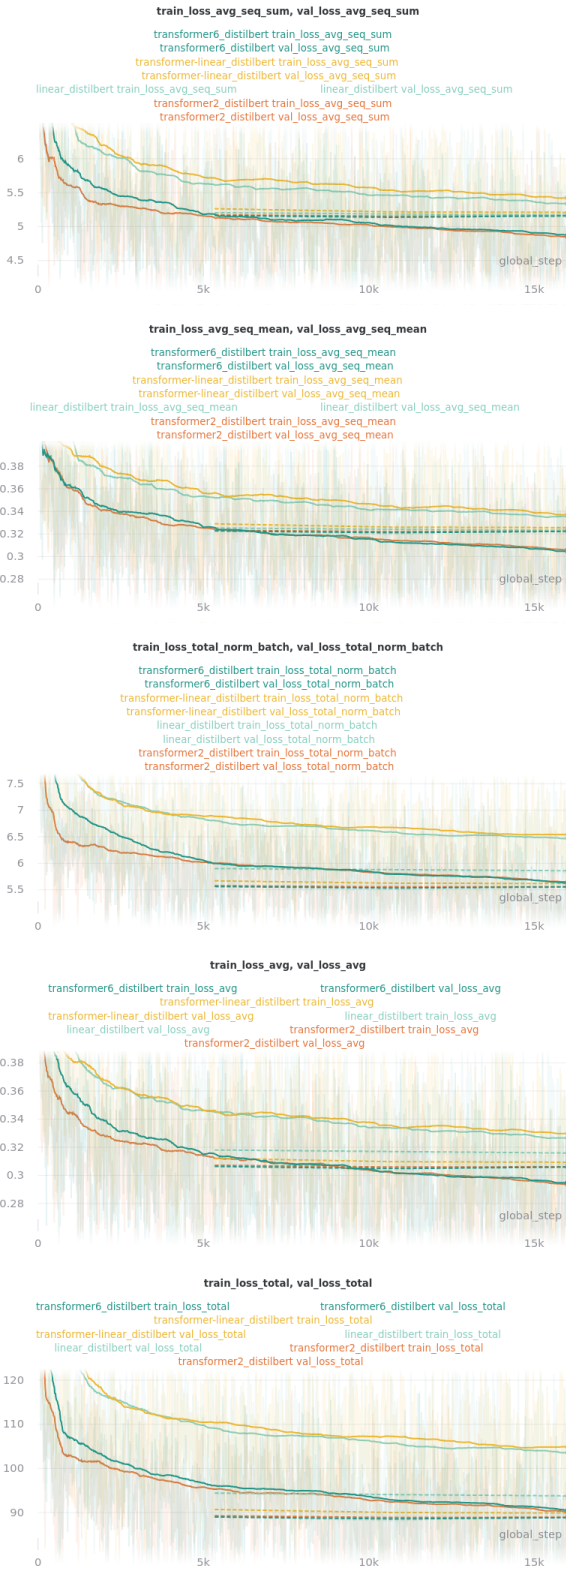 train_loss_avg_seq_sum, val_loss_avg_seq_sum
transformer6_distilbert train_loss_avg_seq_sum
transformer6_distilbert val_loss_avg_seq_sum
transformer-linear_distilbert train_loss_avg_seq_sum
transformer-linear_distilbert val_loss_avg_seq_sum
linear_distilbert train_loss_avg_seq_sum linear_distilbert val_loss_avg_seq_sum
transformer2_distilbert train_loss_avg_seq_sum
transformer2_distilbert val_loss_avg_seq_sum
6
5.5
5
4.5
global_step
0 5k 10k 15k
train_loss_avg_seq_mean, val_loss_avg_seq_mean
transformer6_distilbert train_loss_avg_seq_mean
transformer6_distilbert val_loss_avg_seq_mean
transformer-linear_distilbert train_loss_avg_seq_mean
transformer-linear_distilbert val_loss_avg_seq_mean
linear_distilbert train_loss_avg_seq_mean linear_distilbert val_loss_avg_seq_mean
transformer2_distilbert train_loss_avg_seq_mean
transformer2_distilbert val_loss_avg_seq_mean
0.38
0.36
0.34
0.32
0.3
0.28
global_step
0 5k 10k 15k
train_loss_total_norm_batch, val_loss_total_norm_batch
transformer6_distilbert train_loss_total_norm_batch
transformer6_distilbert val_loss_total_norm_batch
transformer-linear_distilbert train_loss_total_norm_batch
transformer-linear_distilbert val_loss_total_norm_batch
linear_distilbert train_loss_total_norm_batch
linear_distilbert val_loss_total_norm_batch
transformer2_distilbert train_loss_total_norm_batch
transformer2_distilbert val_loss_total_norm_batch
7.5
7
6.5
6
5.5
global_step
0 5k 10k 15k
train_loss_avg, val_loss_avg
transformer6_distilbert train_loss_avg transformer6_distilbert val_loss_avg
transformer-linear_distilbert train_loss_avg
transformer-linear_distilbert val_loss_avg linear_distilbert train_loss_avg
linear_distilbert val_loss_avg transformer2_distilbert train_loss_avg
transformer2_distilbert val_loss_avg
0.38
0.36
0.34
0.32
0.3
0.28
global_step
0 5k 10k 15k
train_loss_total, val_loss_total
transformer6_distilbert train_loss_total transformer6_distilbert val_loss_total
transformer-linear_distilbert train_loss_total
transformer-linear_distilbert val_loss_total linear_distilbert train_loss_total
linear_distilbert val_loss_total transformer2_distilbert train_loss_total
transformer2_distilbert val_loss_total
120
110
100
90
global_step
0 5k 10k 15k